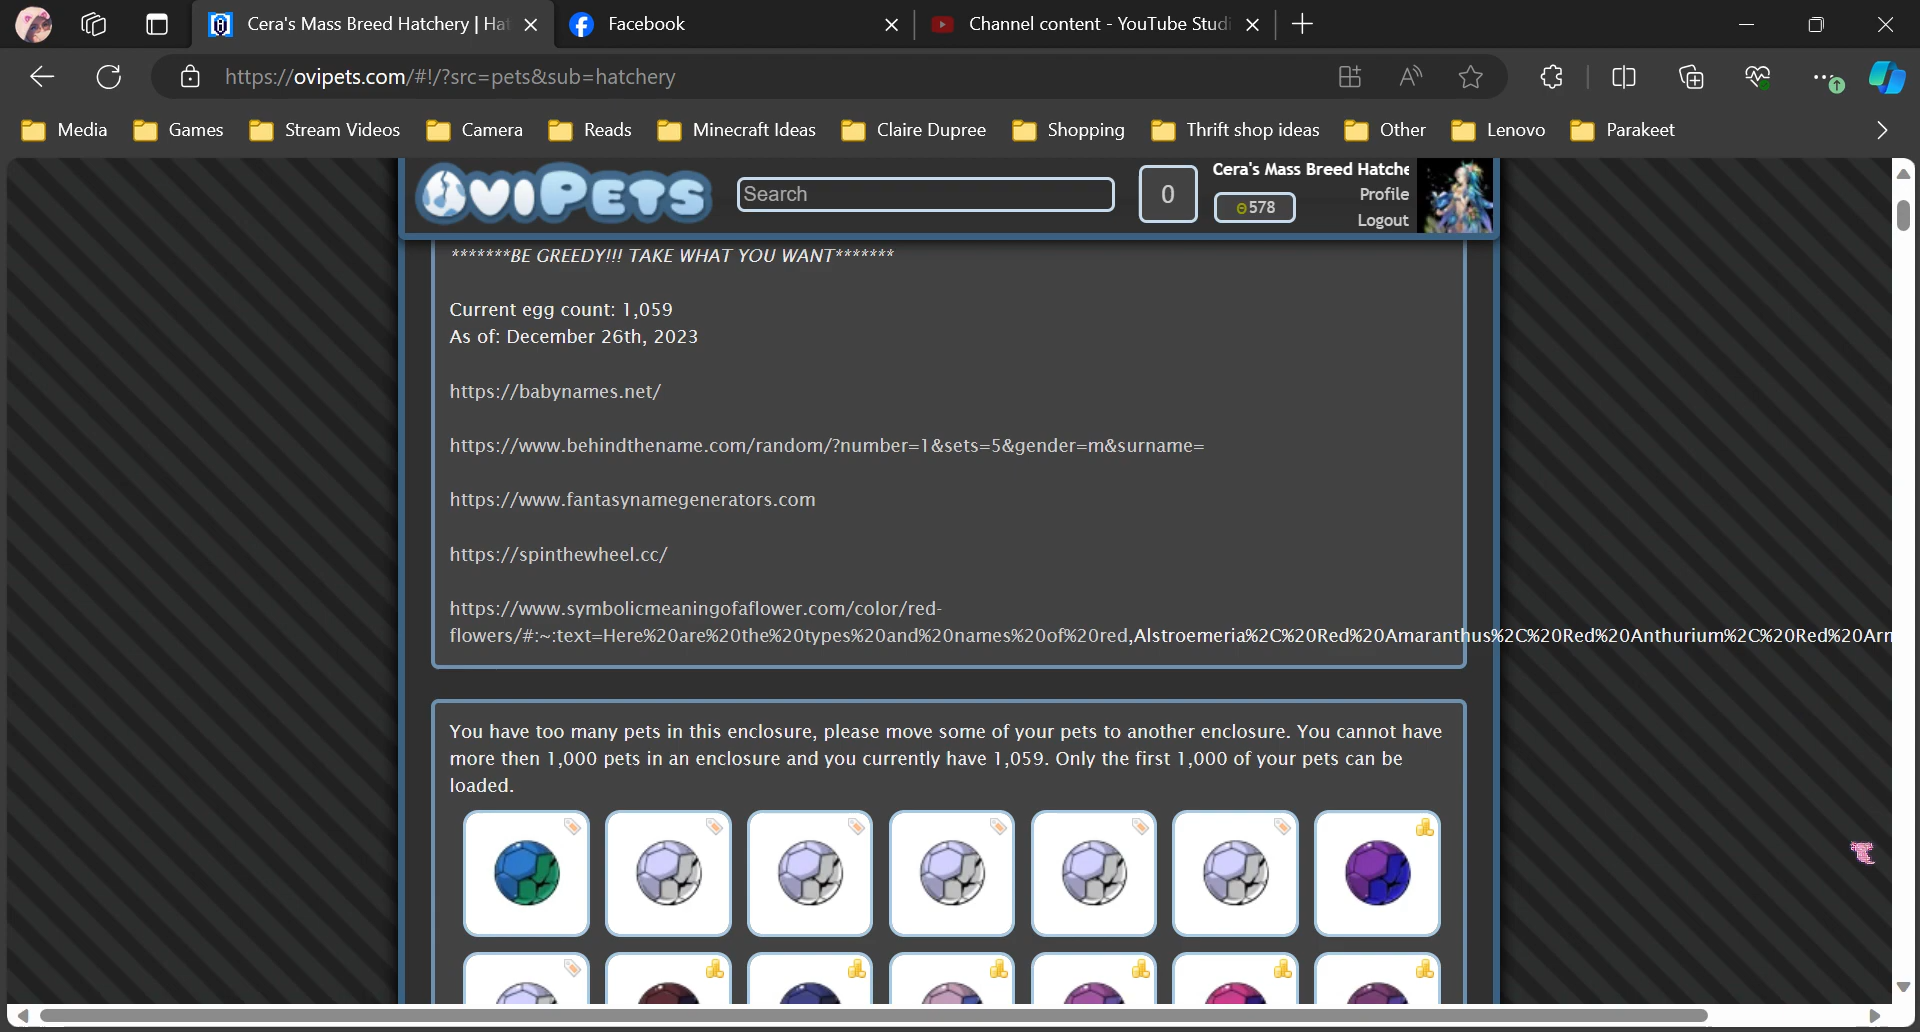 Cera's Mass Breed Hatchery | Hat
Facebook
Channel content - YouTube Studi
https://ovipets.com/#!/?src=pets&sub=hatchery
Media
Games
Stream Videos
Camera
Reads
Minecraft Ideas
Claire Dupree
Shopping
Thrift shop ideas
Other
Lenovo
Parakeet
OviPets
Search
0
Cera's Mass Breed Hatche
578
Profile
Logout
*******BE GREEDY!!! TAKE WHAT YOU WANT*******
Current egg count: 1,059
As of: December 26th, 2023
https://babynames.net/
https://www.behindthename.com/random/?number=1&sets=5&gender=m&surname=
https://www.fantasynamegenerators.com
https://spinthewheel.cc/
https://www.symbolicmeaningofaflower.com/color/red-
flowers/#:~:text=Here%20are%20the%20types%20and%20names%20of%20red,Alstroemeria%2C%20Red%20Amaranthus%2C%20Red%20Anthurium%2C%20Red%20Arm
You have too many pets in this enclosure, please move some of your pets to another enclosure. You cannot have
more then 1,000 pets in an enclosure and you currently have 1,059. Only the first 1,000 of your pets can be
loaded.